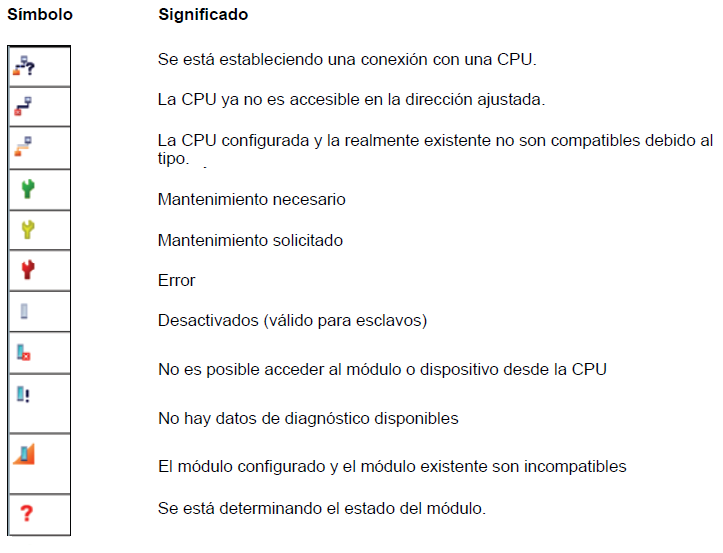 Símbolo Significado
Se está estableciendo una conexión con una CPU.
La CPU ya no es accesible en la dirección ajustada.
La CPU configurada y la realmente existente no son compatibles debido al
tipo.
Mantenimiento necesario
Mantenimiento solicitado
Error
Desactivados (válido para esclavos)
No es posible acceder al módulo o dispositivo desde la CPU
No hay datos de diagnóstico disponibles
El módulo configurado y el módulo existente son incompatibles
Se está determinando el estado del módulo.